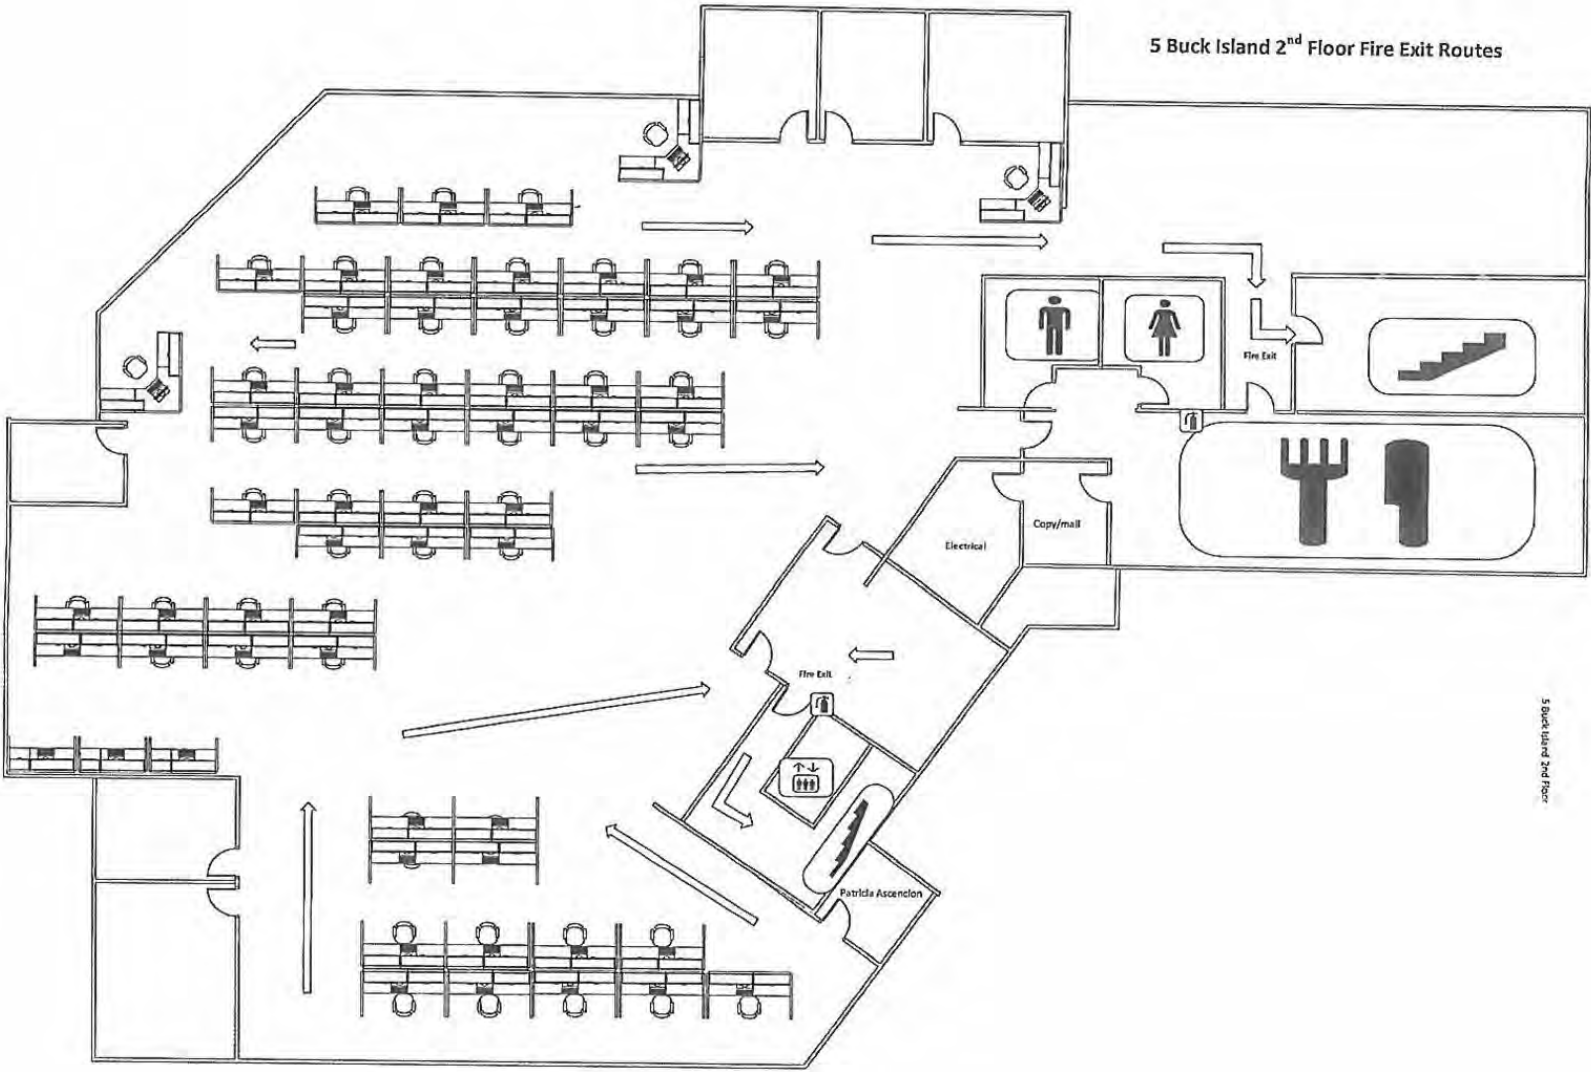 5 Buck Island 2nd Floor Fire Exit Routes
Fire Exit
Copy/mail
Electrical
Fire Exit
Patricia Ascencion
5 Buck Island 2nd Floor